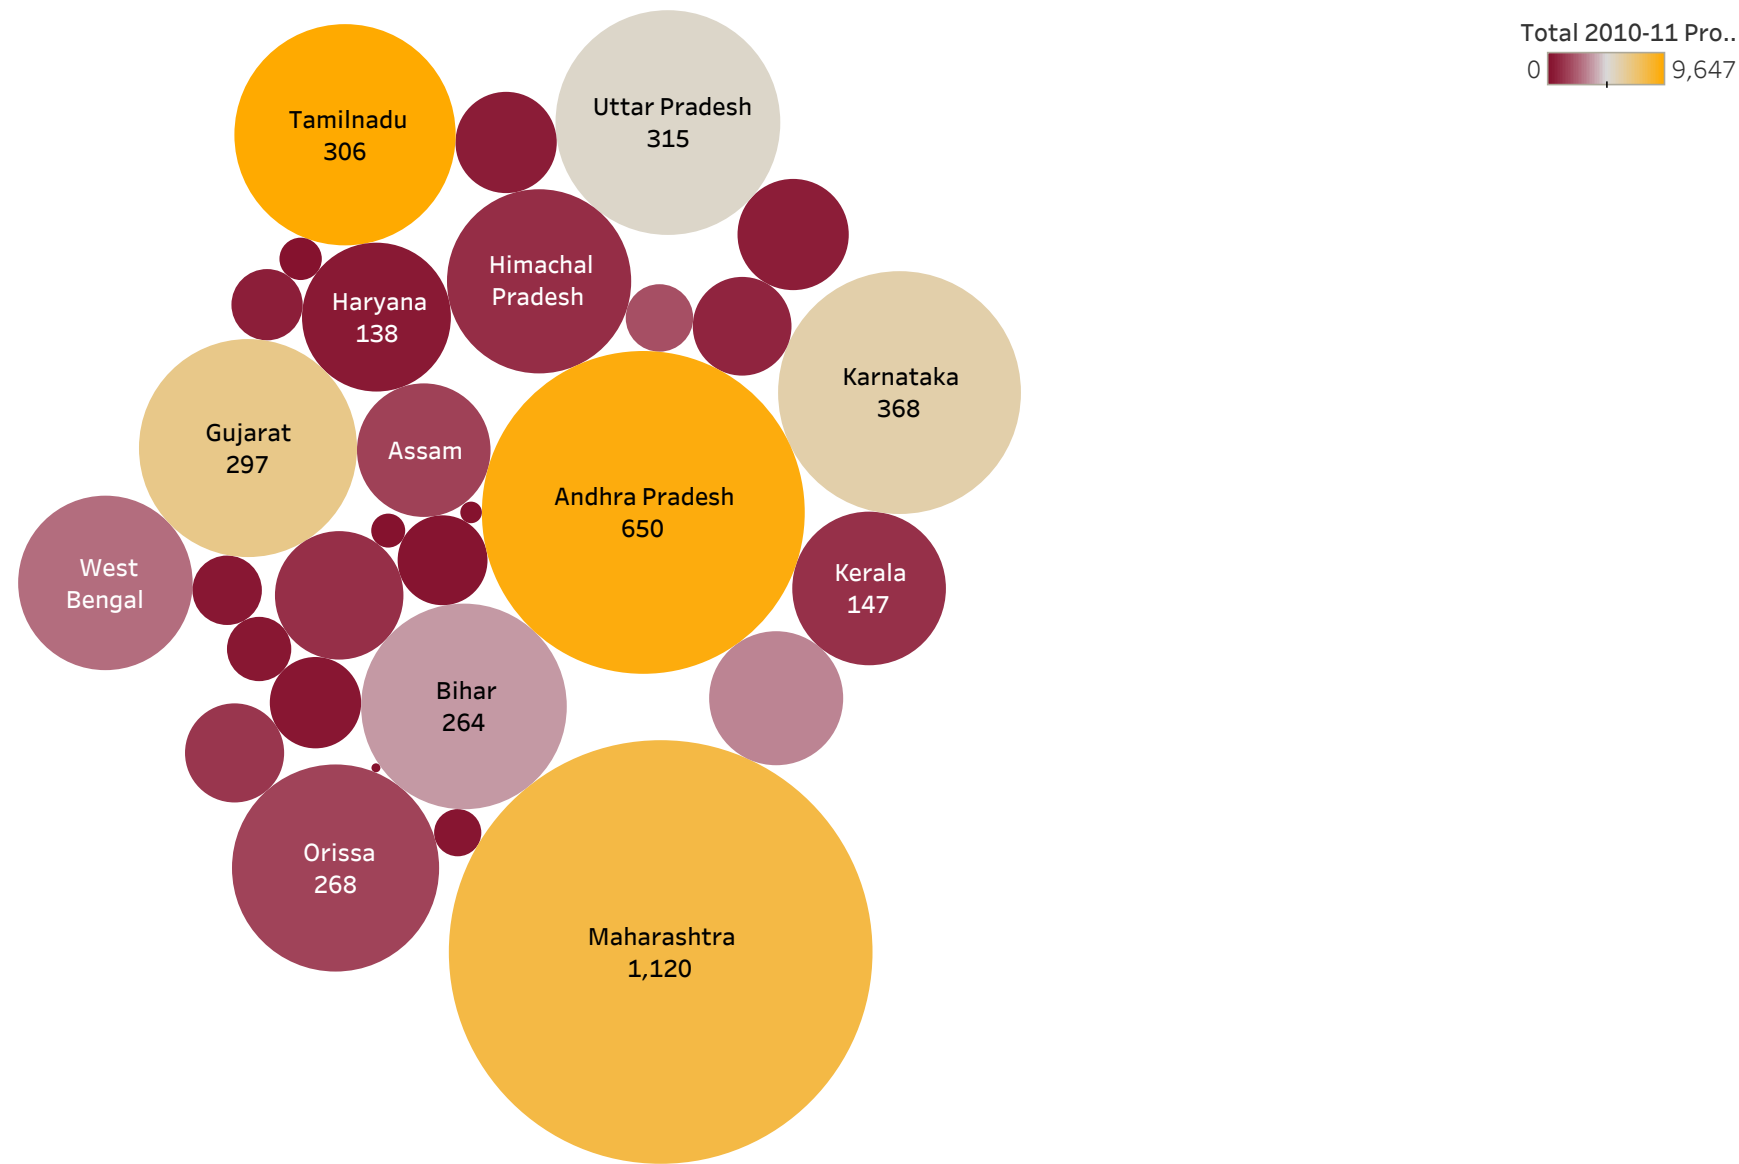 Total 2010-11 Pro..
0
9,647
Tamilnadu
306
Uttar Pradesh
315
Himachal
Pradesh
Haryana
138
Karnataka
368
Gujarat
297
Assam
Andhra Pradesh
650
West
Bengal
Kerala
147
Bihar
264
Orissa
268
Maharashtra
1,120